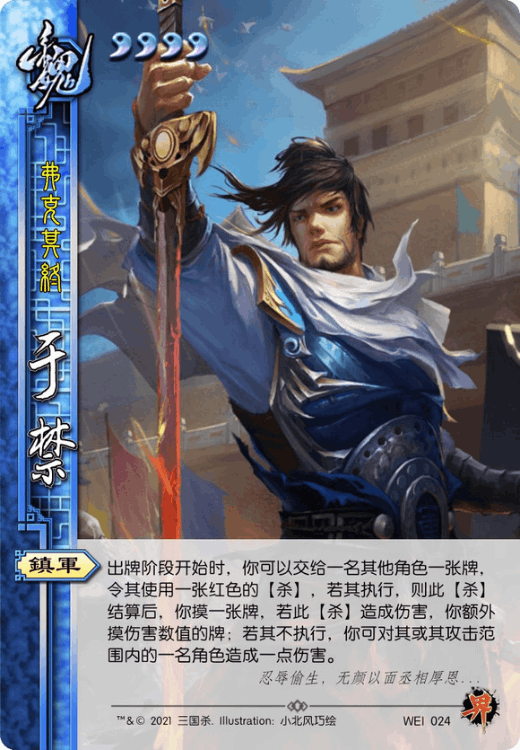 魏
弗克其終
于禁
鎮軍
出牌阶段开始时，你可以交给一名其他角色一张牌，
令其使用一张红色的【杀】，若其执行，则此【杀】
结算后，你摸一张牌，若此【杀】造成伤害，你额外
摸伤害数值的牌；若其不执行，你可对其或其攻击范
围内的一名角色造成一点伤害。
忍辱偷生，无颜以面丞相厚恩...
™&© 2021 三国杀. Illustration: 小北风巧绘
WEI 024
界